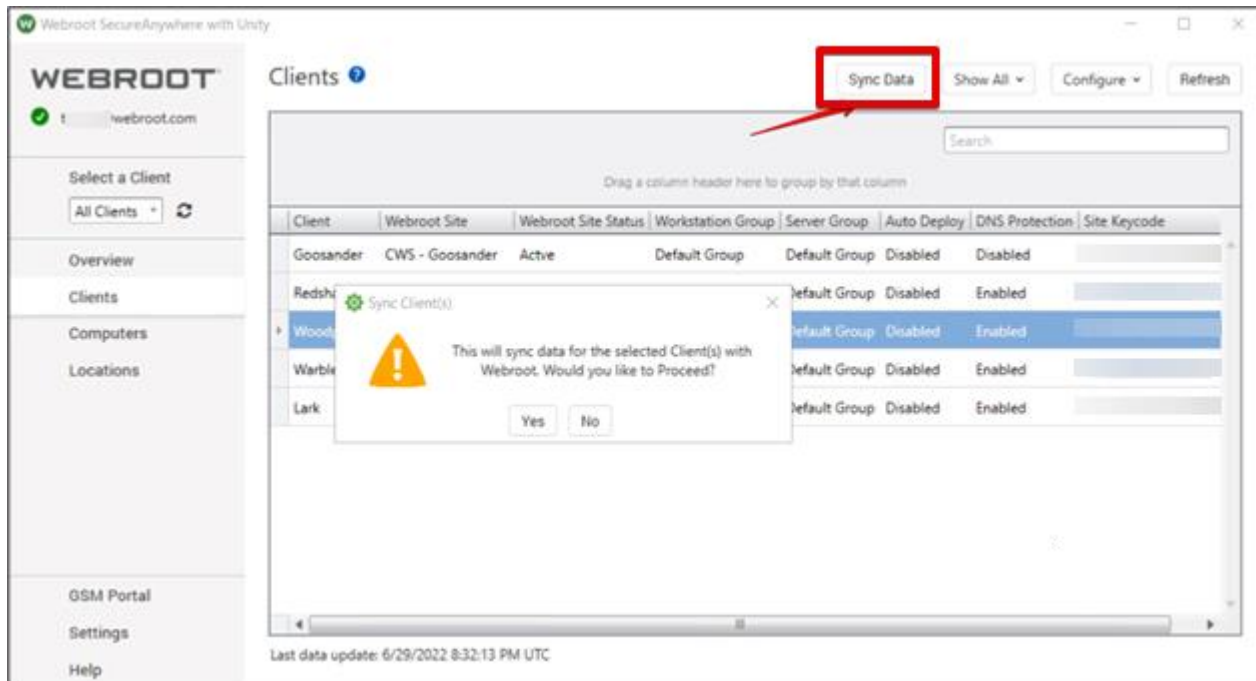 Webroot SecureAnywhere with Unity
WEBROOT
webroot.com
Select a Client
All Clients
Overview
Clients
Computers
Locations
GSM Portal
Settings
Help
Clients ?
Sync Data Show All Configure Refresh
Search
Drag a column header here to group by that column
Client Webroot Site Webroot Site Status Workstation Group Server Group Auto Deploy DNS Protection Site Keycode
Goosander CWS - Goosander Actve Default Group Default Group Disabled Disabled
Default Group Disabled Enabled
Default Group Disabled Enabled
Default Group Disabled Enabled
Lark Default Group Disabled Enabled
Sync Client(s)
This will sync data for the selected Client(s) with
Webroot. Would you like to Proceed?
Yes No
Last data update: 6/29/2022 8:32:13 PM UTC